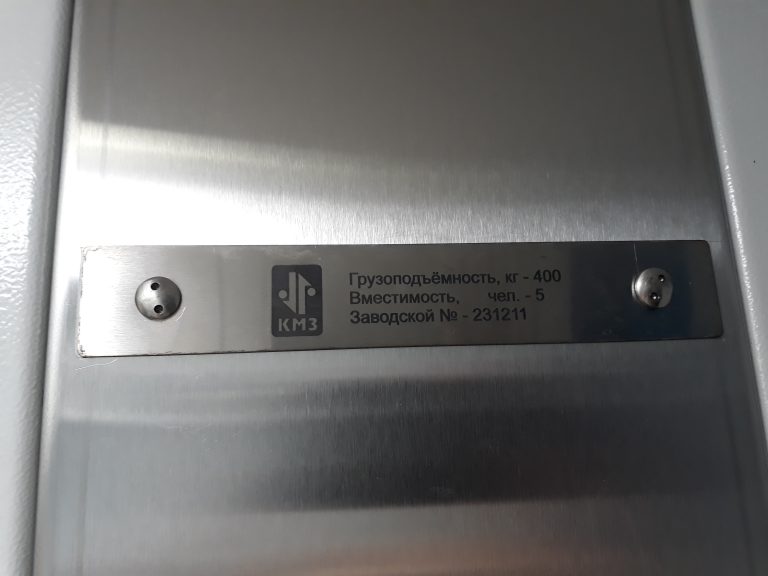 КМЗ
Грузоподъёмность, кг - 400
Вместимость, чел. - 5
Заводской № - 231211